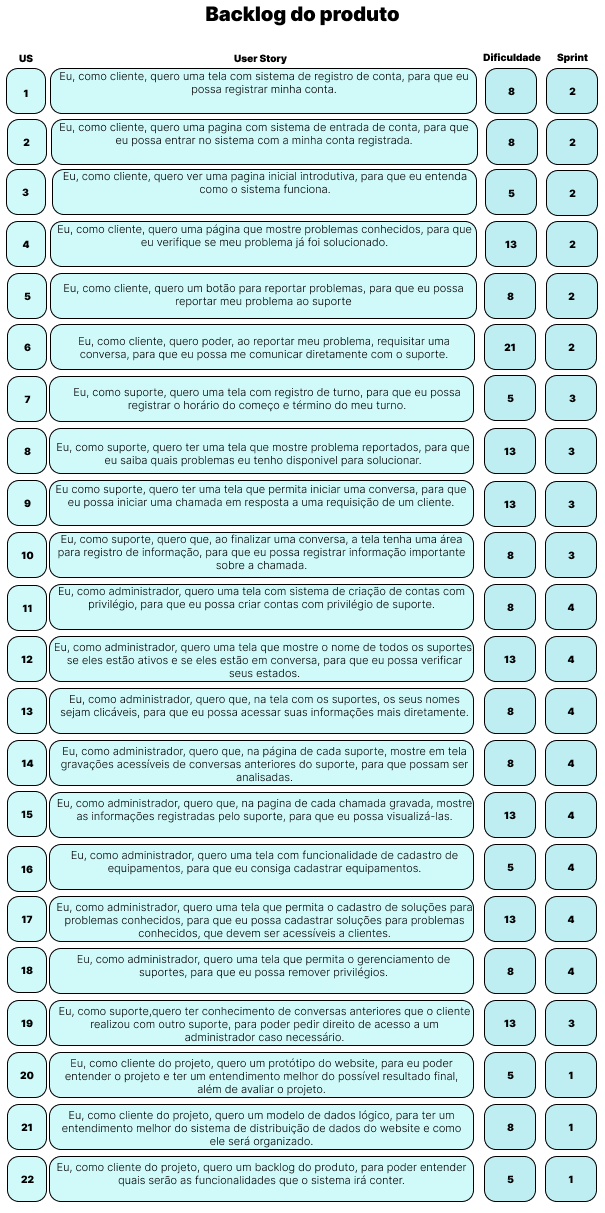 Backlog do produto
US User Story Dificuldade Sprint
1 Eu, como cliente, quero uma tela com sistema de registro de conta, para que eu 8 2
possa registrar minha conta.
2 Eu, como cliente, quero uma pagina com sistema de entrada de conta, para que 8 2
eu possa entrar no sistema com a minha conta registrada.
3 Eu, como cliente, quero ver uma pagina inicial introdutiva, para que eu entenda 5 2
como o sistema funciona.
4 Eu, como cliente, quero uma página que mostre problemas conhecidos, para que 13 2
eu verifique se meu problema já foi solucionado.
5 Eu, como cliente, quero um botão para reportar problemas, para que eu possa 8 2
reportar meu problema ao suporte
6 Eu, como cliente, quero poder, ao reportar meu problema, requisitar uma 21 2
conversa, para que eu possa me comunicar diretamente com o suporte.
7 Eu, como suporte, quero uma tela com registro de turno, para que eu possa 5 3
registrar o horário do começo e término do meu turno.
8 Eu, como suporte, quero ter uma tela que mostre problema reportados, para que 13 3
eu saiba quais problemas eu tenho disponivel para solucionar.
9 Eu como suporte, quero ter uma tela que permita iniciar uma conversa, para que 13 3
eu possa iniciar uma chamada em resposta a uma requisição de um cliente.
10 Eu, como suporte, quero que, ao finalizar uma conversa, a tela tenha uma área 8 3
para registro de informação, para que eu possa registrar informação importante
sobre a chamada.
11 Eu, como administrador, quero uma tela com sistema de criação de contas com 8 4
privilégio, para que eu possa criar contas com privilégio de suporte.
12 Eu, como administrador, quero uma tela que mostre o nome de todos os suportes 13 4
se eles estão ativos e se eles estão em conversa, para que eu possa verificar
seus estados.
13 Eu, como administrador, quero que, na tela com os suportes, os seus nomes 8 4
sejam clicáveis, para que eu possa acessar suas informações mais diretamente.
14 Eu, como administrador, quero que, na página de cada suporte, mostre em tela 8 4
gravações acessíveis de conversas anteriores do suporte, para que possam ser
analisadas.
15 Eu, como administrador, quero que, na pagina de cada chamada gravada, mostre 13 4
as informações registradas pelo suporte, para que eu possa visualizá-las.
16 Eu, como administrador, quero uma tela com funcionalidade de cadastro de 5 4
equipamentos, para que eu consiga cadastrar equipamentos.
17 Eu, como administrador, quero uma tela que permita o cadastro de soluções para 13 4
problemas conhecidos, para que eu possa cadastrar soluções para problemas
conhecidos, que devem ser acessíveis a clientes.
18 Eu, como administrador, quero uma tela que permita o gerenciamento de 8 4
suportes, para que eu possa remover privilégios.
19 Eu, como suporte,quero ter conhecimento de conversas anteriores que o cliente 13 3
realizou com outro suporte, para poder pedir direito de acesso a um
administrador caso necessário.
20 Eu, como cliente do projeto, quero um protótipo do website, para eu poder 5 1
entender o projeto e ter um entendimento melhor do possível resultado final,
além de avaliar o projeto.
21 Eu, como cliente do projeto, quero um modelo de dados lógico, para ter um 8 1
entendimento melhor do sistema de distribuição de dados do website e como
ele será organizado.
22 Eu, como cliente do projeto, quero um backlog do produto, para poder entender 5 1
quais serão as funcionalidades que o sistema irá conter.